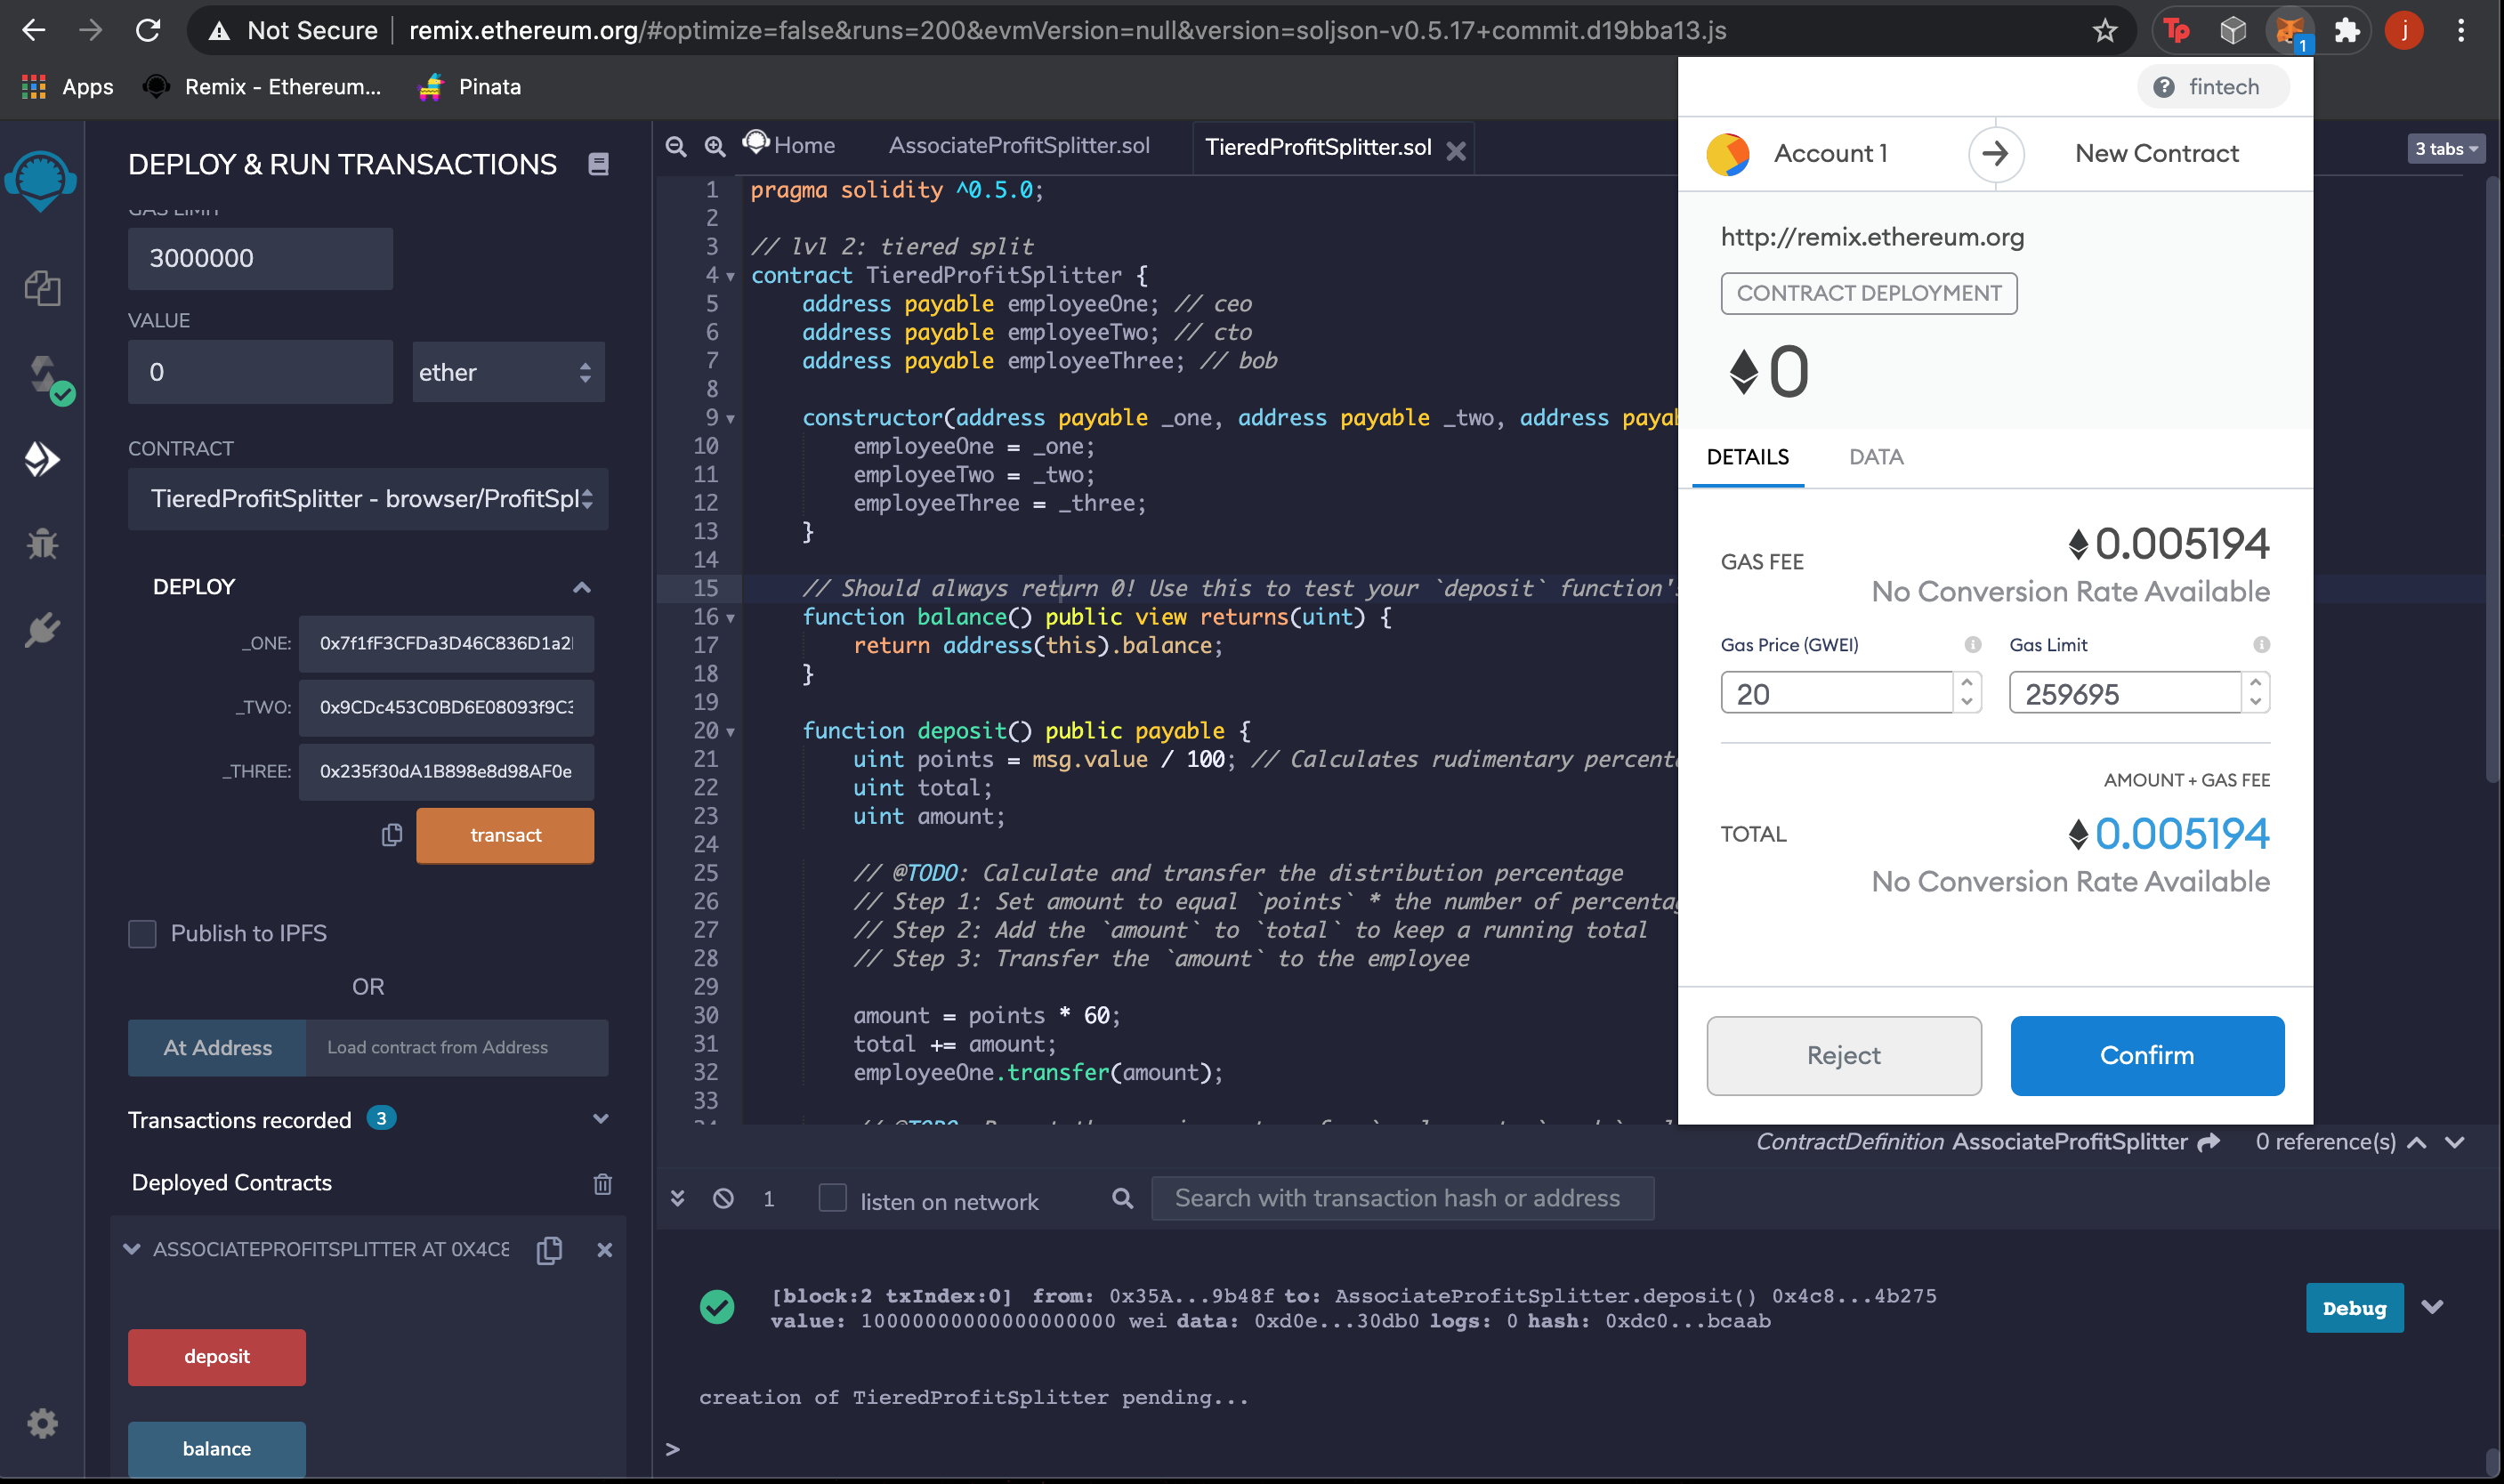 Not Secure | remix.ethereum.org/#optimize=false&runs=200&evmVersion=null&version=soljson-v0.5.17+commit.d19bba13.js
Tp
1
j
Apps
Remix - Ethereum...
Pinata
DEPLOY & RUN TRANSACTIONS
GAS LIMIT
3000000
VALUE
0
ether
CONTRACT
TieredProfitSplitter - browser/ProfitSpl
DEPLOY
_ONE: 0x7f1fF3CFDa3D46C836D1a2
_TWO: 0x9CDc453C0BD6E08093f9C3
_THREE: 0x235f30dA1B898e8d98AF0e
transact
Publish to IPFS
OR
At Address
Load contract from Address
Transactions recorded 3
Deployed Contracts
ASSOCIATEPROFITSPLITTER AT 0X4C8
deposit
balance
Home
AssociateProfitSplitter.sol
TieredProfitSplitter.sol
3 tabs
1 pragma solidity ^0.5.0;
2
3 // lvl 2: tiered split
4 contract TieredProfitSplitter {
5 address payable employeeOne; // ceo
6 address payable employeeTwo; // cto
7 address payable employeeThree; // bob
8
9 constructor(address payable _one, address payable _two, address payab
10 employeeOne = _one;
11 employeeTwo = _two;
12 employeeThree = _three;
13 }
14
15 // Should always return 0! Use this to test your `deposit` function's
16 function balance() public view returns(uint) {
17 return address(this).balance;
18 }
19
20 function deposit() public payable {
21 uint points = msg.value / 100; // Calculates rudimentary percenta
22 uint total;
23 uint amount;
24
25 // @TODO: Calculate and transfer the distribution percentage
26 // Step 1: Set amount to equal `points` * the number of percentag
27 // Step 2: Add the `amount` to `total` to keep a running total
28 // Step 3: Transfer the `amount` to the employee
29
30 amount = points * 60;
31 total += amount;
32 employeeOne.transfer(amount);
33
34
ContractDefinition AssociateProfitSplitter
0 reference(s)
1
listen on network
Search with transaction hash or address
[block:2 txIndex:0] from: 0x35A...9b48f to: AssociateProfitSplitter.deposit() 0x4c8...4b275
value: 10000000000000000000 wei data: 0xd0e...30db0 logs: 0 hash: 0xdc0...bcaab
Debug
creation of TieredProfitSplitter pending...
>
fintech
Account 1
New Contract
http://remix.ethereum.org
CONTRACT DEPLOYMENT
0
DETAILS
DATA
GAS FEE
0.005194
No Conversion Rate Available
Gas Price (GWEI)
Gas Limit
20
259695
AMOUNT + GAS FEE
TOTAL
0.005194
No Conversion Rate Available
Reject
Confirm